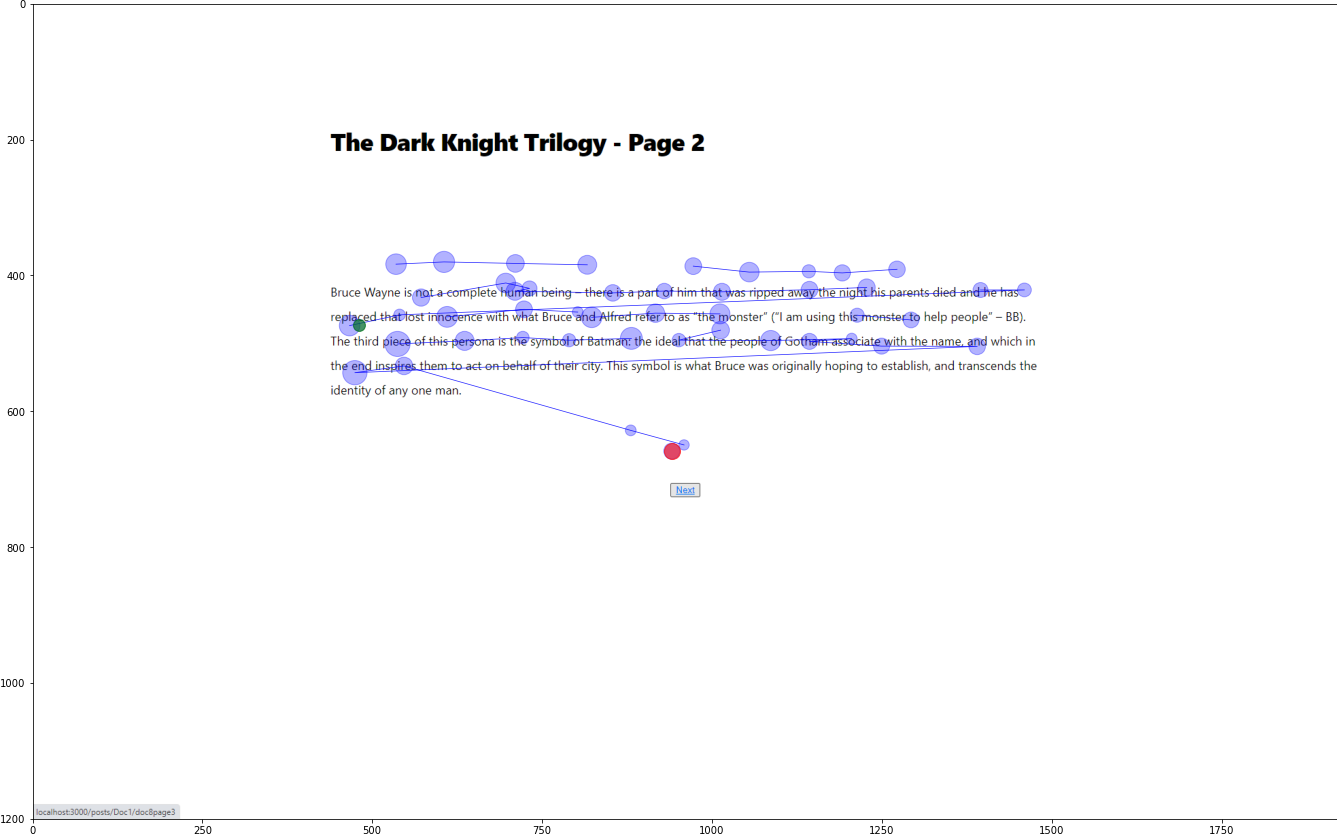 The Dark Knight Trilogy - Page 2
Bruce Wayne is not a complete human being – there is a part of him that was ripped away the night his parents died and he has
replaced that lost innocence with what Bruce and Alfred refer to as “the monster” (“I am using this monster to help people” – BB).
The third piece of this persona is the symbol of Batman: the ideal that the people of Gotham associate with the name, and which in
the end inspires them to act on behalf of their city. This symbol is what Bruce was originally hoping to establish, and transcends the
identity of any one man.
Next
localhost:3000/posts/Doc1/doc8page3
0
200
400
600
800
1000
1200
0 250 500 750 1000 1250 1500 1750